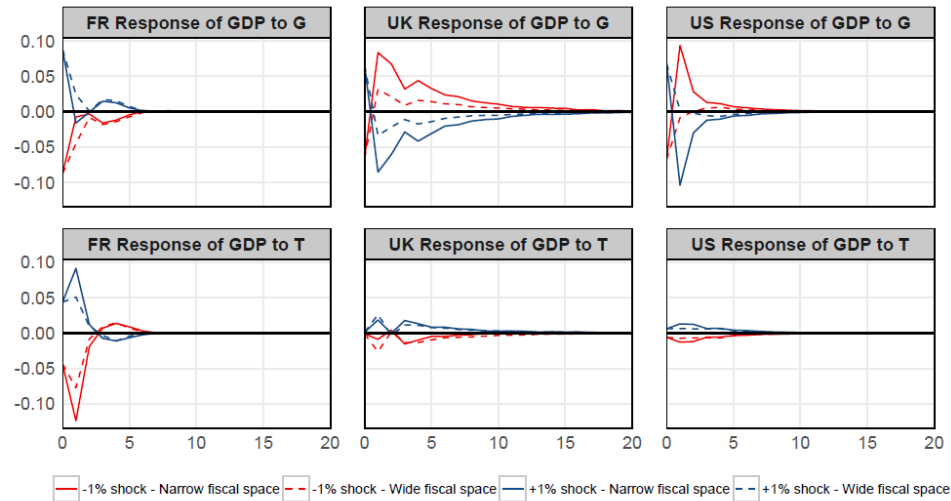 FR Response of GDP to G UK Response of GDP to G US Response of GDP to G
0.10
0.05
0.00
-0.05
-0.10
FR Response of GDP to T UK Response of GDP to T US Response of GDP to T
0.10
0.05
0.00
-0.05
-0.10
0 5 10 15 20 0 5 10 15 20 0 5 10 15 20
-1% shock - Narrow fiscal space -1% shock - Wide fiscal space +1% shock - Narrow fiscal space +1% shock - Wide fiscal space